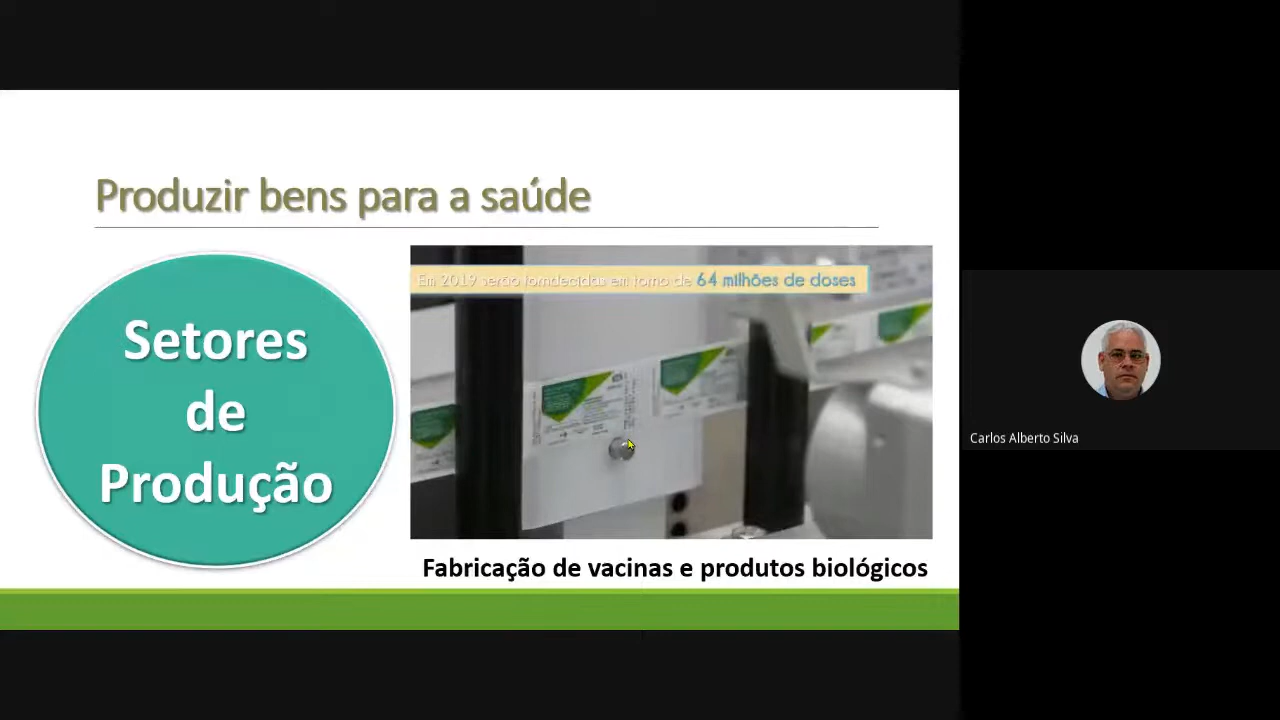 Produzir bens para a saúde
Setores
de
Produção
Em 2019 serão forndecidas em torno de 64 milhões de doses
Fabricação de vacinas e produtos biológicos
Carlos Alberto Silva